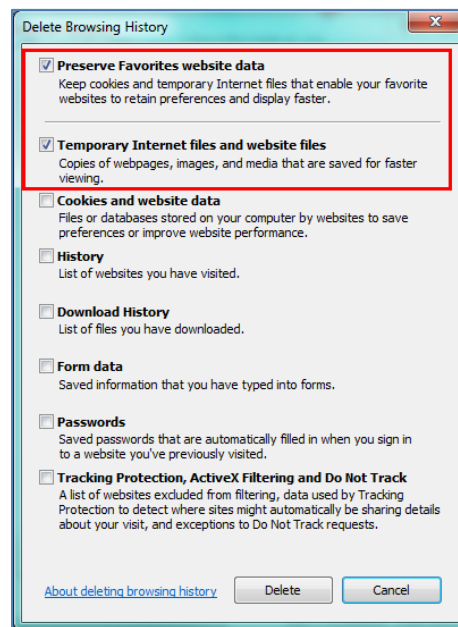 Delete Browsing History
Preserve Favorites website data
Keep cookies and temporary Internet files that enable your favorite
websites to retain preferences and display faster.
Temporary Internet files and website files
Copies of webpages, images, and media that are saved for faster
viewing.
Cookies and website data
Files or databases stored on your computer by websites to save
preferences or improve website performance.
History
List of websites you have visited.
Download History
List of files you have downloaded.
Form data
Saved information that you have typed into forms.
Passwords
Saved passwords that are automatically filled in when you sign in
to a website you've previously visited.
Tracking Protection, ActiveX Filtering and Do Not Track
A list of websites excluded from filtering, data used by Tracking
Protection to detect where sites might automatically be sharing details
about your visit, and exceptions to Do Not Track requests.
About deleting browsing history
Delete
Cancel